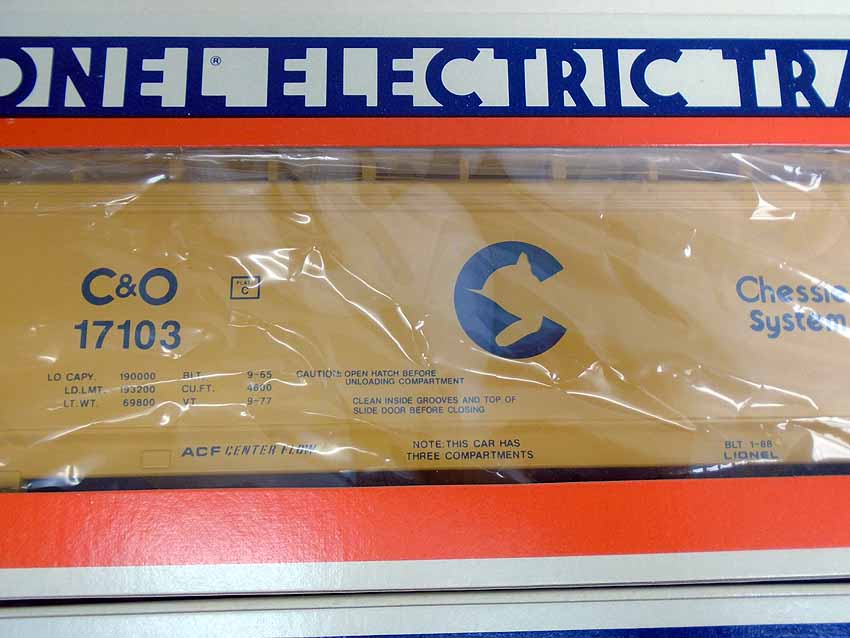 ONEL® ELECTRIC TRA
C&O
17103
PLATE
C
Chessie
System
LO CAPY. 190000 BLT. 9-65
LD.LMT. 193200 CU.FT. 4600
LT.WT. 69800 VT. 9-77
CAUTION: OPEN HATCH BEFORE
UNLOADING COMPARTMENT
CLEAN INSIDE GROOVES AND TOP OF
SLIDE DOOR BEFORE CLOSING
ACF CENTER FLOW
NOTE: THIS CAR HAS
THREE COMPARTMENTS
BLT 1-88
LIONEL